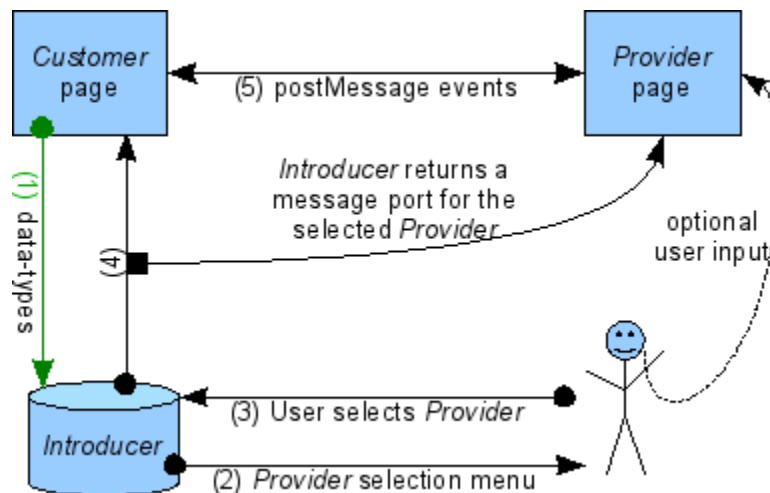 Customer
page
Provider
page
(5) postMessage events
Introducer returns a
message port for the
selected Provider
optional
user input
(1) data-types
(4)
(3) User selects Provider
Introducer
(2) Provider selection menu